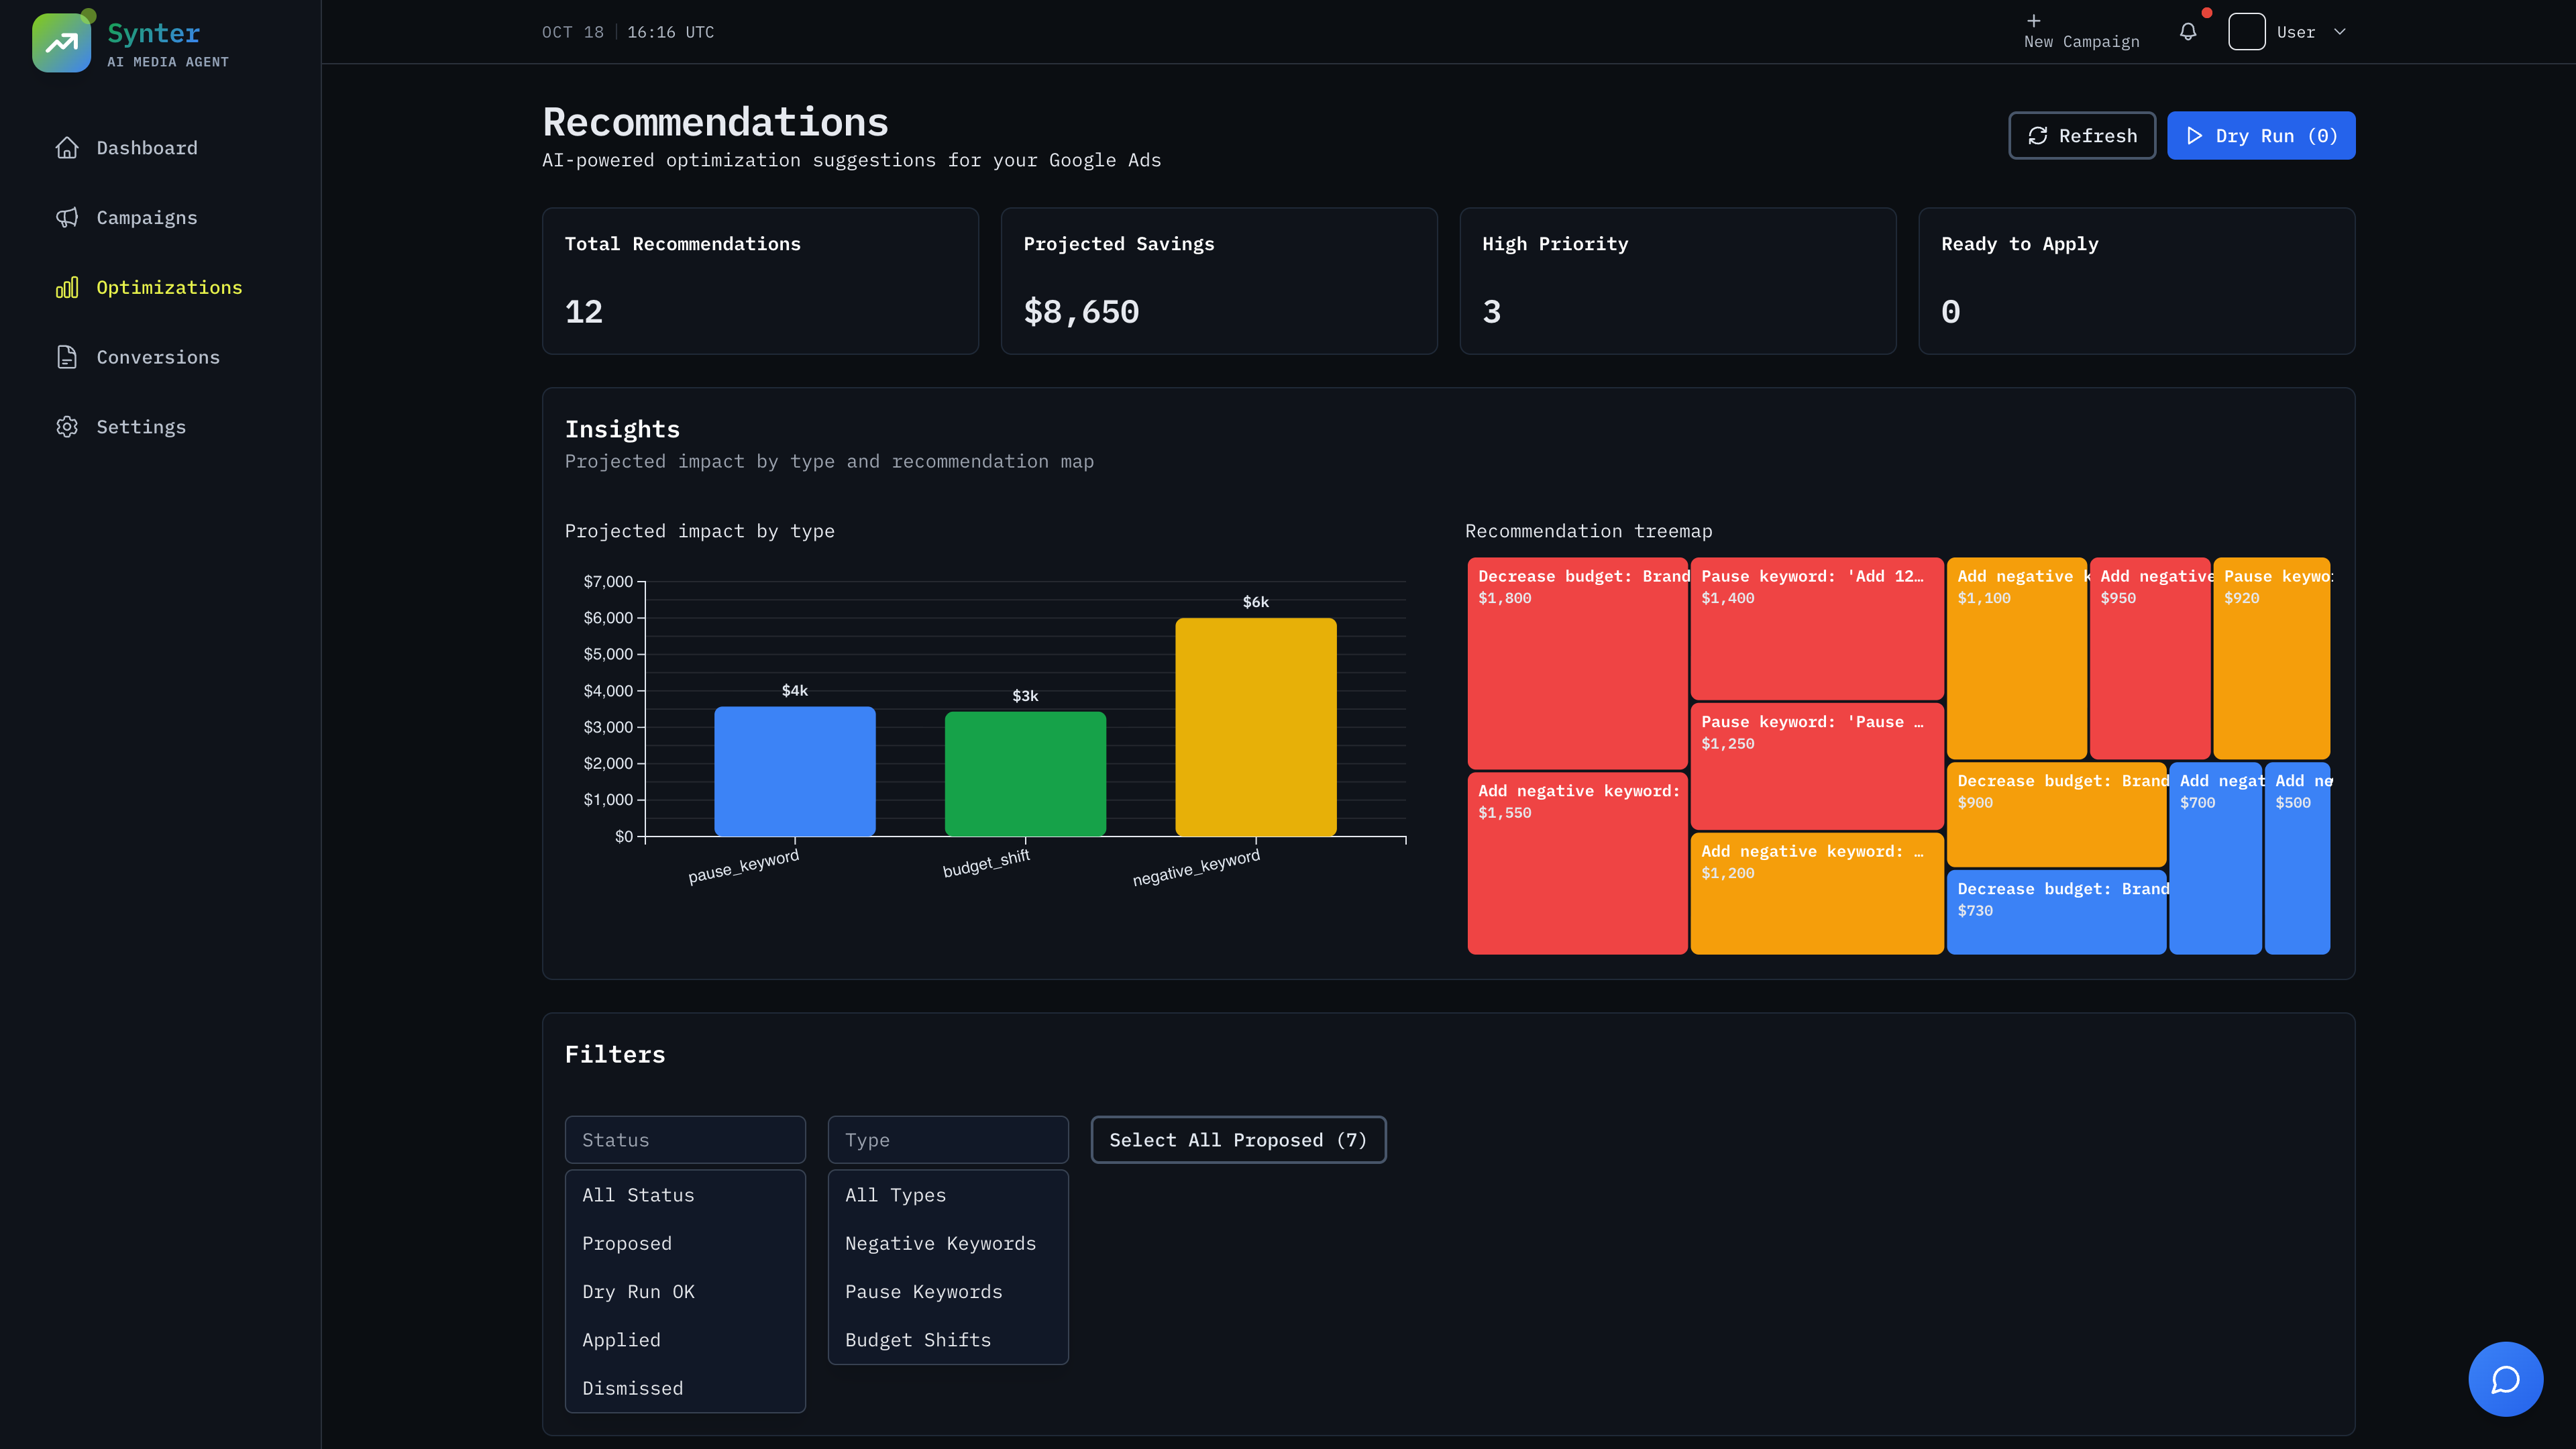 Synter
AI MEDIA AGENT
Dashboard
Campaigns
Optimizations
Conversions
Settings
OCT 18
16:16 UTC
New Campaign
User
Recommendations
AI-powered optimization suggestions for your Google Ads
Refresh
Dry Run (0)
Total Recommendations
12
Projected Savings
$8,650
High Priority
3
Ready to Apply
0
Insights
Projected impact by type and recommendation map
Projected impact by type
$7,000
$6,000
$5,000
$4,000
$3,000
$2,000
$1,000
$0
$4k
$3k
$6k
pause_keyword
budget_shift
negative_keyword
Recommendation treemap
Decrease budget: Brand
$1,800
Add negative keyword:
$1,550
Pause keyword: 'Add 12…
$1,400
Pause keyword: 'Pause …
$1,250
Add negative keyword: …
$1,200
Add negative k
$1,100
Add negative
$950
Pause keywo
$920
Decrease budget: Brand
$900
Decrease budget: Brand
$730
Add negat
$700
Add ne
$500
Filters
Status
All Status
Proposed
Dry Run OK
Applied
Dismissed
Type
All Types
Negative Keywords
Pause Keywords
Budget Shifts
Select All Proposed (7)